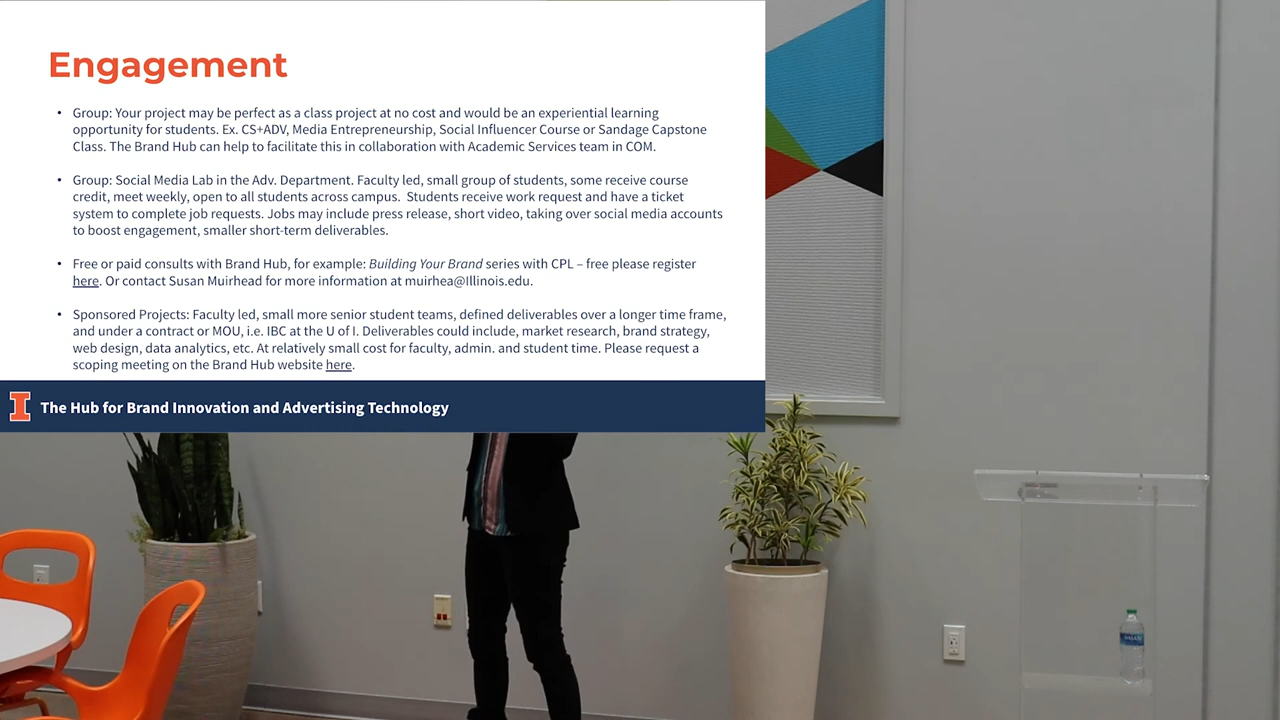 Engagement
• Group: Your project may be perfect as a class project at no cost and would be an experiential learning
opportunity for students. Ex. CS+ADV, Media Entrepreneurship, Social Influencer Course or Sandage Capstone
Class. The Brand Hub can help to facilitate this in collaboration with Academic Services team in COM.
• Group: Social Media Lab in the Adv. Department. Faculty led, small group of students, some receive course
credit, meet weekly, open to all students across campus.  Students receive work request and have a ticket
system to complete job requests. Jobs may include press release, short video, taking over social media accounts
to boost engagement, smaller short-term deliverables.
• Free or paid consults with Brand Hub, for example: Building Your Brand series with CPL – free please register
here. Or contact Susan Muirhead for more information at muirhea@Illinois.edu.
• Sponsored Projects: Faculty led, small more senior student teams, defined deliverables over a longer time frame,
and under a contract or MOU, i.e. IBC at the U of I. Deliverables could include, market research, brand strategy,
web design, data analytics, etc. At relatively small cost for faculty, admin. and student time. Please request a
scoping meeting on the Brand Hub website here.
I The Hub for Brand Innovation and Advertising Technology